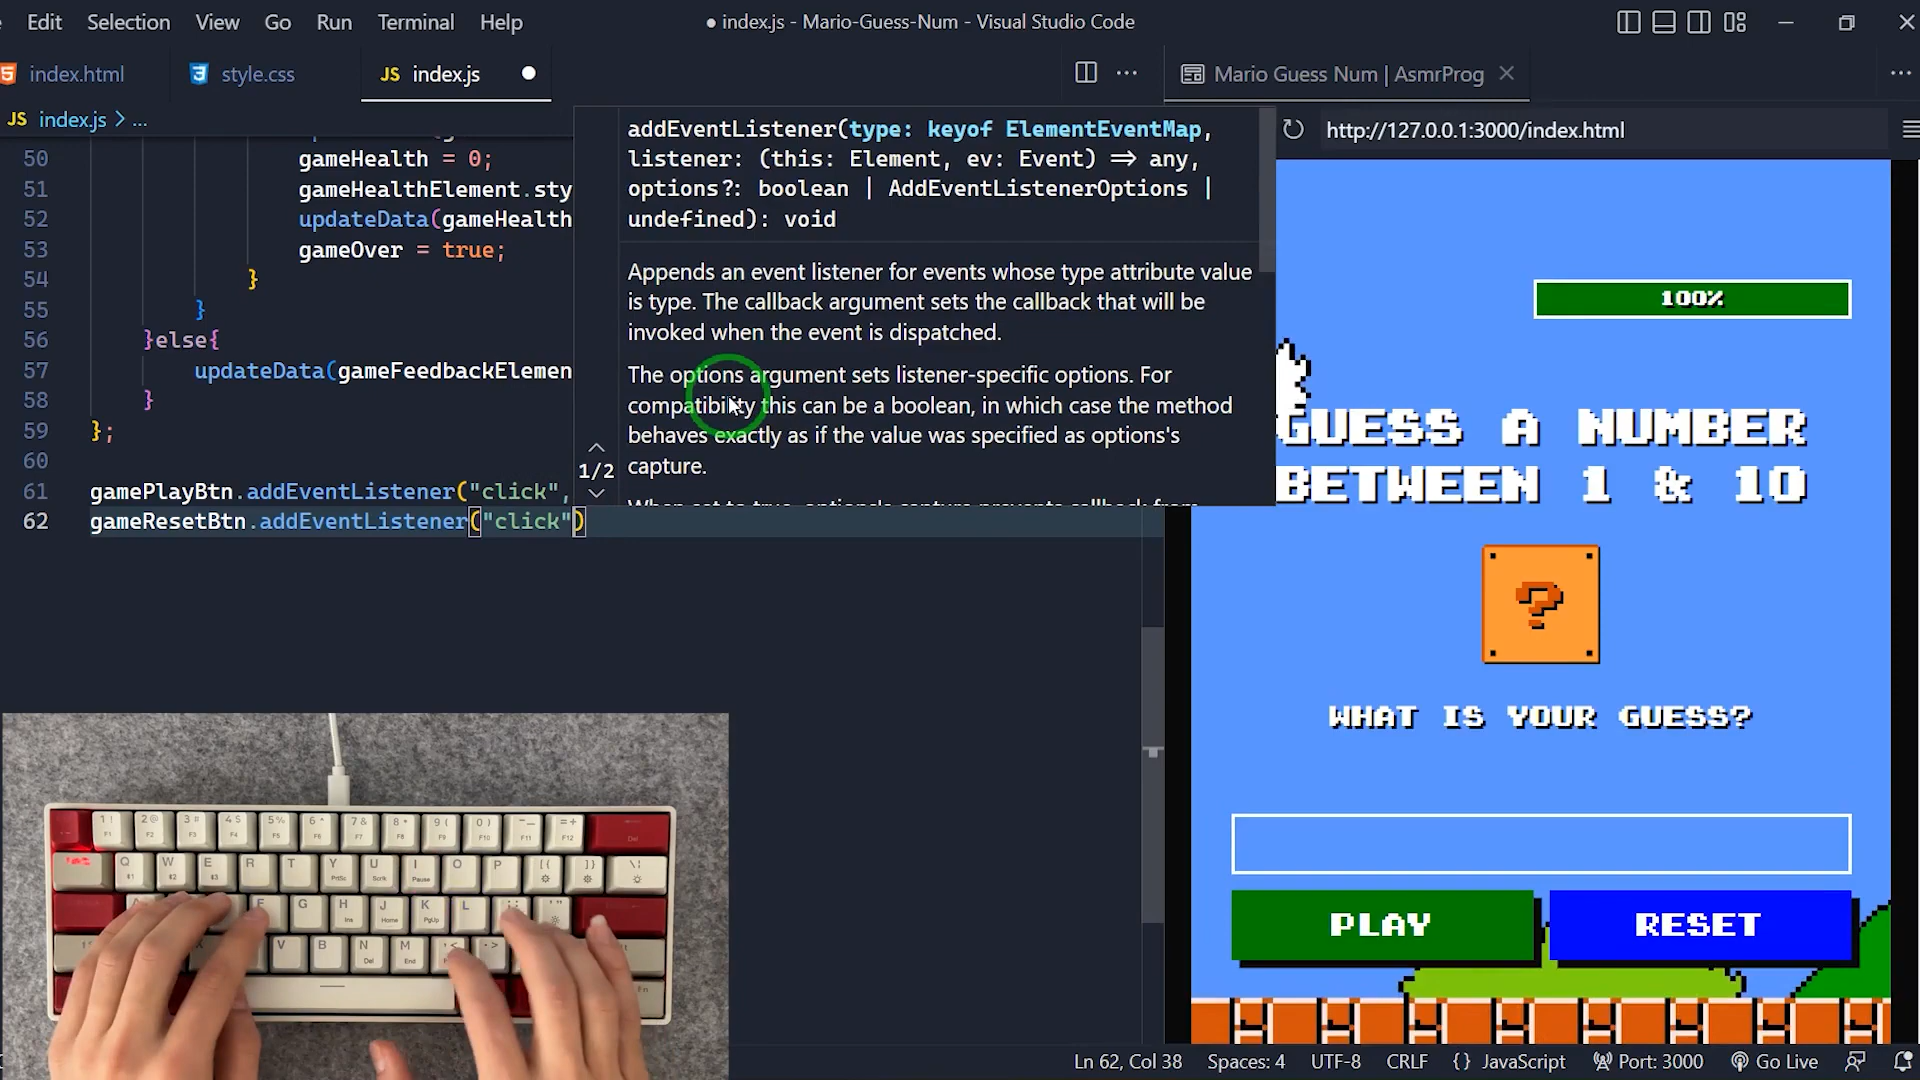 Edit Selection View Go Run Terminal Help
● index.js - Mario-Guess-Num - Visual Studio Code
index.html
style.css
JS index.js
Mario Guess Num | AsmrProg
JS index.js > ...
http://127.0.0.1:3000/index.html
50 gameHealth = 0;
51 gameHealthElement.sty
52 updateData(gameHealth
53 gameOver = true;
54 }
55 }
56 }else{
57 updateData(gameFeedbackElemen
58 }
59 };
60
61 gamePlayBtn.addEventListener("click",
62 gameResetBtn.addEventListener("click")
addEventListener(type: keyof ElementEventMap,
listener: (this: Element, ev: Event) => any,
options?: boolean | AddEventListenerOptions |
undefined): void
Appends an event listener for events whose type attribute value
is type. The callback argument sets the callback that will be
invoked when the event is dispatched.
The options argument sets listener-specific options. For
compatibility this can be a boolean, in which case the method
behaves exactly as if the value was specified as options's
capture.
1/2
100%
GUESS A NUMBER
BETWEEN 1 & 10
?
WHAT IS YOUR GUESS?
PLAY
RESET
Ln 62, Col 38 Spaces: 4 UTF-8 CRLF {} JavaScript Port: 3000 Go Live